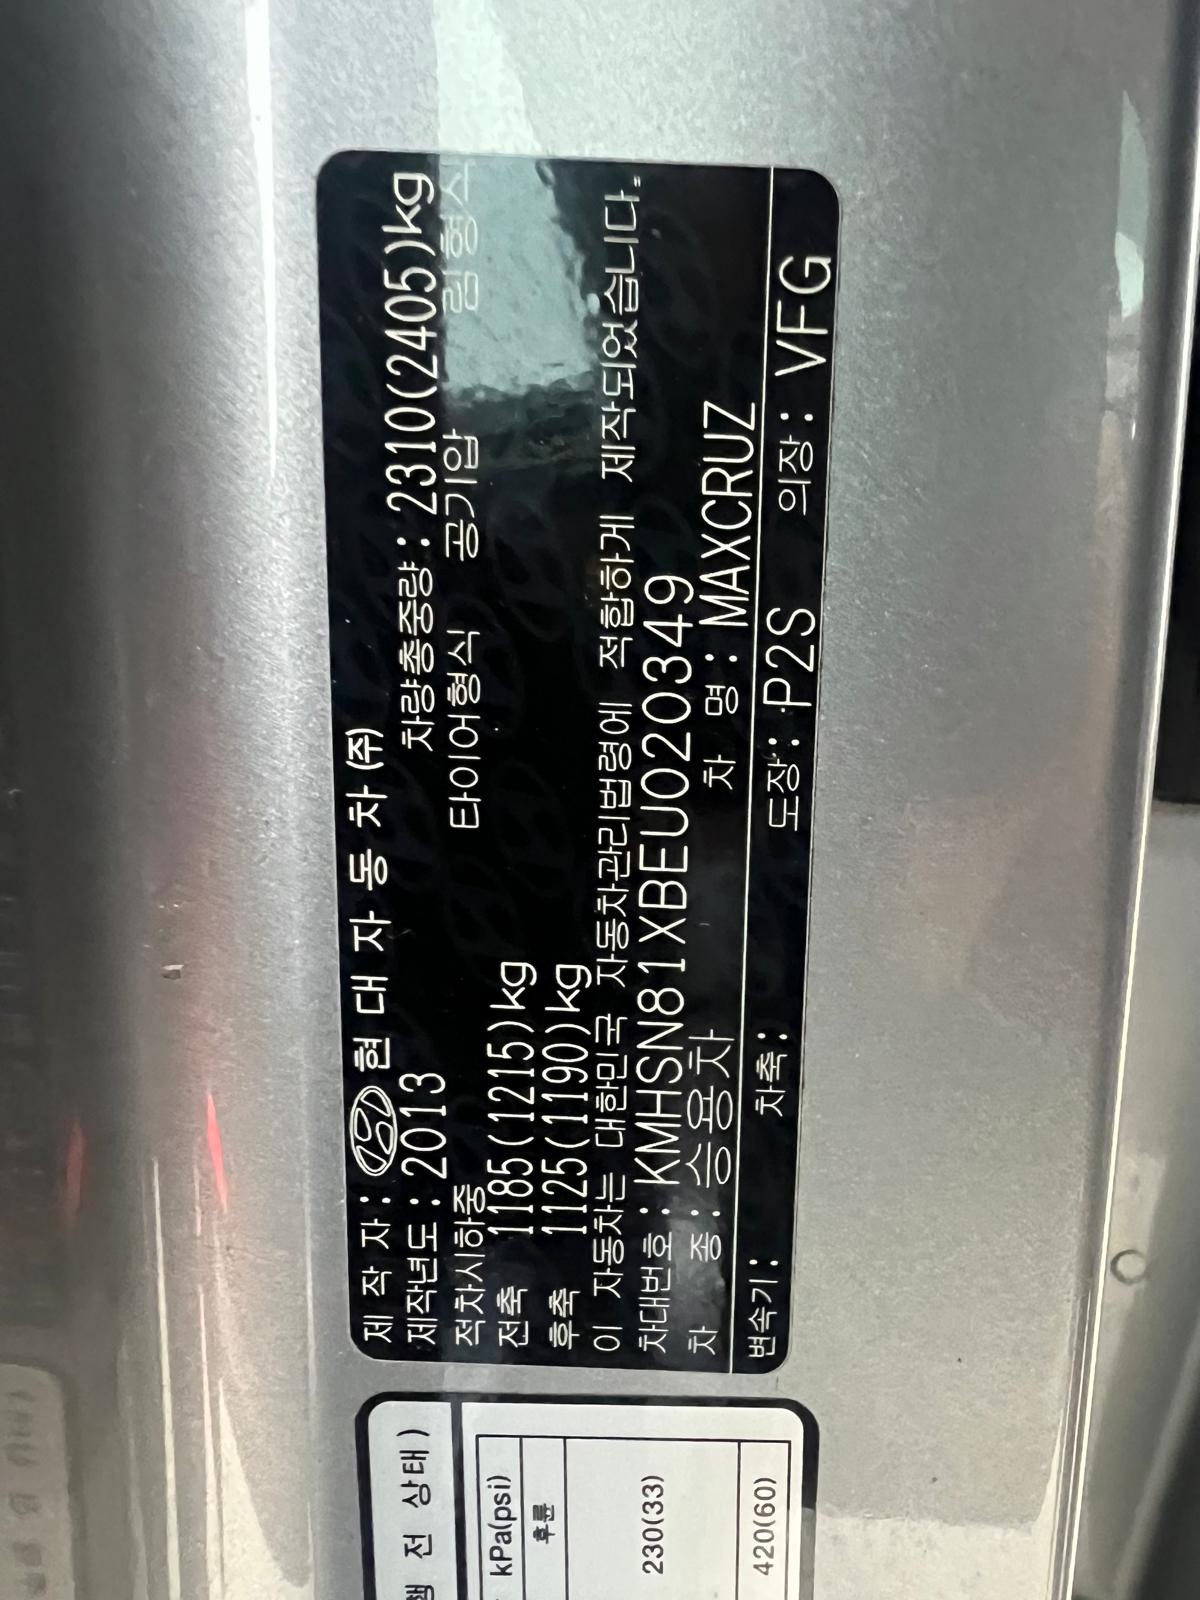 제 작 자 : 현 대 자 동 차 (주)
제작년도 : 2013 차량총중량 : 2310(2405)kg
적차시하중 타이어형식 공기압 림형식
전축 1185(1215)kg
후축 1125(1190)kg
이 자동차는 대한민국 자동차관리법령에 적합하게 제작되었습니다.
차대번호 : KMHSN81XBEU020349
차 종 : 승용차 차 명 : MAXCRUZ
변속기 : 차축 : 도장 : P2S 의장 : VFG
전 상태)
kPa(psi)
후륜
230(33)
420(60)